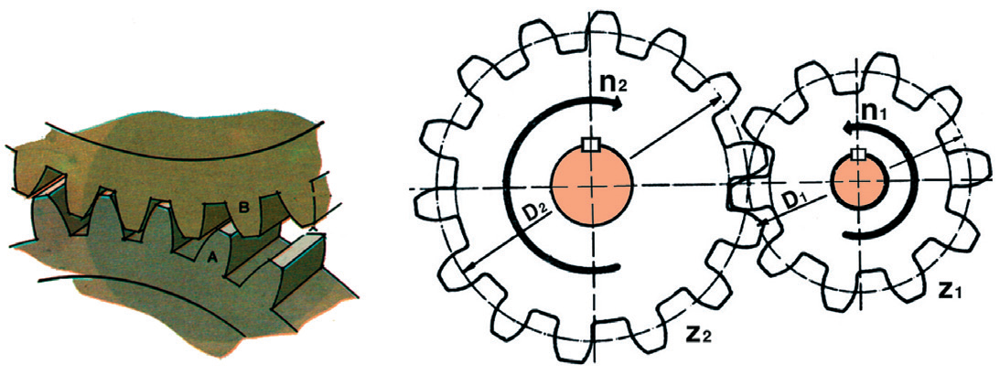 B
A
n₂
D₂
z₂
n₁
D₁
z₁